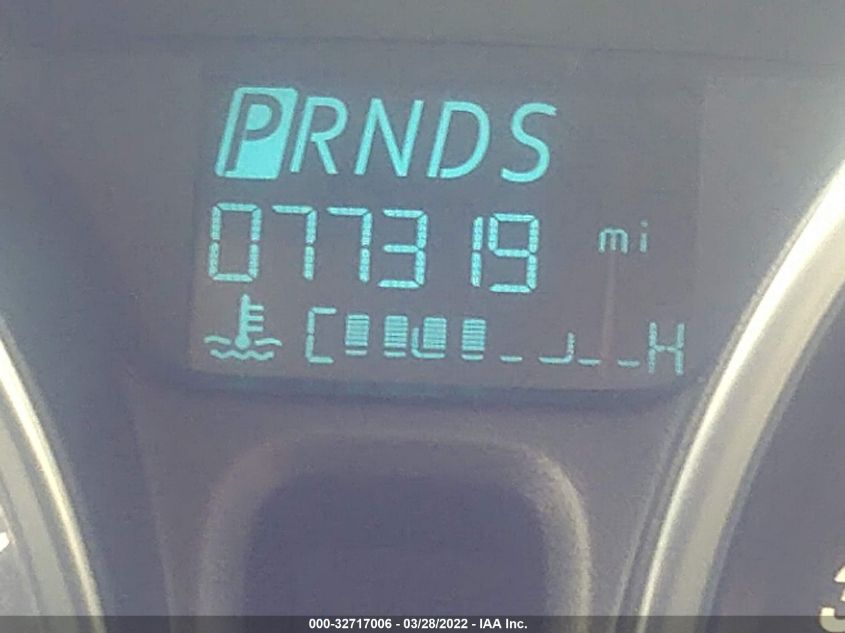 PRNDS
077319 mi
C H
000-32717006 - 03/28/2022 - IAA Inc.